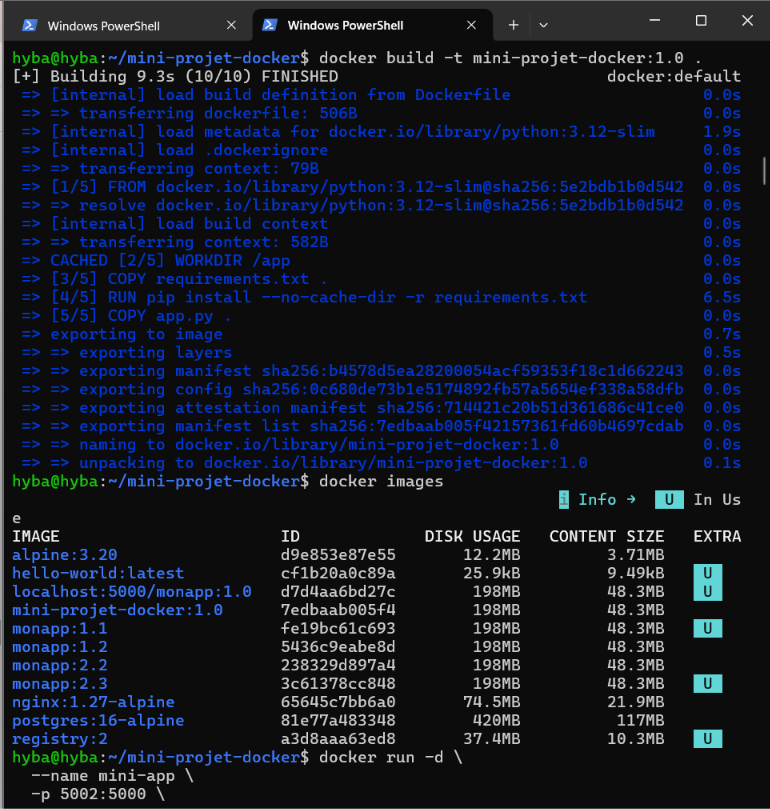 Windows PowerShell
Windows PowerShell
hyba@hyba:~/mini-projet-docker$ docker build -t mini-projet-docker:1.0 .
[+] Building 9.3s (10/10) FINISHED docker:default
=> [internal] load build definition from Dockerfile 0.0s
=> => transferring dockerfile: 506B 0.0s
=> [internal] load metadata for docker.io/library/python:3.12-slim 1.9s
=> [internal] load .dockerignore 0.0s
=> => transferring context: 79B 0.0s
=> [1/5] FROM docker.io/library/python:3.12-slim@sha256:5e2bdb1b0d542 0.0s
=> => resolve docker.io/library/python:3.12-slim@sha256:5e2bdb1b0d542 0.0s
=> [internal] load build context 0.0s
=> => transferring context: 582B 0.0s
=> CACHED [2/5] WORKDIR /app 0.0s
=> [3/5] COPY requirements.txt . 0.0s
=> [4/5] RUN pip install --no-cache-dir -r requirements.txt 6.5s
=> [5/5] COPY app.py . 0.0s
=> exporting to image 0.7s
=> => exporting layers 0.5s
=> => exporting manifest sha256:b4578d5ea28200054acf59353f18c1d662243 0.0s
=> => exporting config sha256:0c680de73b1e5174892fb57a5654ef338a58dfb 0.0s
=> => exporting attestation manifest sha256:714421c20b51d361686c41ce0 0.0s
=> => exporting manifest list sha256:7edbaab005f42157361fd60b4697cdab 0.0s
=> => naming to docker.io/library/mini-projet-docker:1.0 0.0s
=> => unpacking to docker.io/library/mini-projet-docker:1.0 0.1s
hyba@hyba:~/mini-projet-docker$ docker images
i Info → U In Us
e
IMAGE ID DISK USAGE CONTENT SIZE EXTRA
alpine:3.20 d9e853e87e55 12.2MB 3.71MB
hello-world:latest cf1b20a0c89a 25.9kB 9.49kB U
localhost:5000/monapp:1.0 d7d4aa6bd27c 198MB 48.3MB U
mini-projet-docker:1.0 7edbaab005f4 198MB 48.3MB
monapp:1.1 fe19bc61c693 198MB 48.3MB U
monapp:1.2 5436c9eabe8d 198MB 48.3MB
monapp:2.2 238329d897a4 198MB 48.3MB
monapp:2.3 3c61378cc848 198MB 48.3MB U
nginx:1.27-alpine 65645c7bb6a0 74.5MB 21.9MB
postgres:16-alpine 81e77a483348 420MB 117MB
registry:2 a3d8aaa63ed8 37.4MB 10.3MB U
hyba@hyba:~/mini-projet-docker$ docker run -d \
--name mini-app \
-p 5002:5000 \